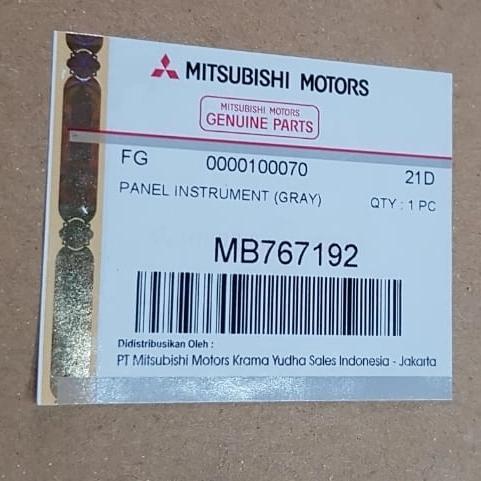 MITSUBISHI MOTORS
MITSUBISHI MOTORS
GENUINE PARTS
FG 0000100070 21D
PANEL INSTRUMENT (GRAY) QTY : 1 PC
MB767192
Didistribusikan Oleh :
PT Mitsubishi Motors Krama Yudha Sales Indonesia - Jakarta